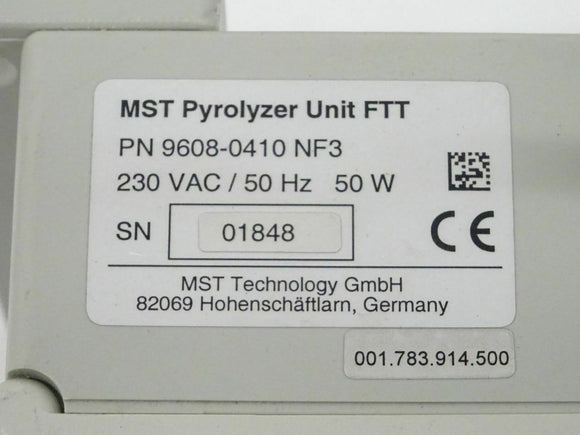 MST Pyrolyzer Unit FTT
PN 9608-0410 NF3
230 VAC / 50 Hz 50 W
SN 01848
CE
MST Technology GmbH
82069 Hohenschäftlarn, Germany
001.783.914.500